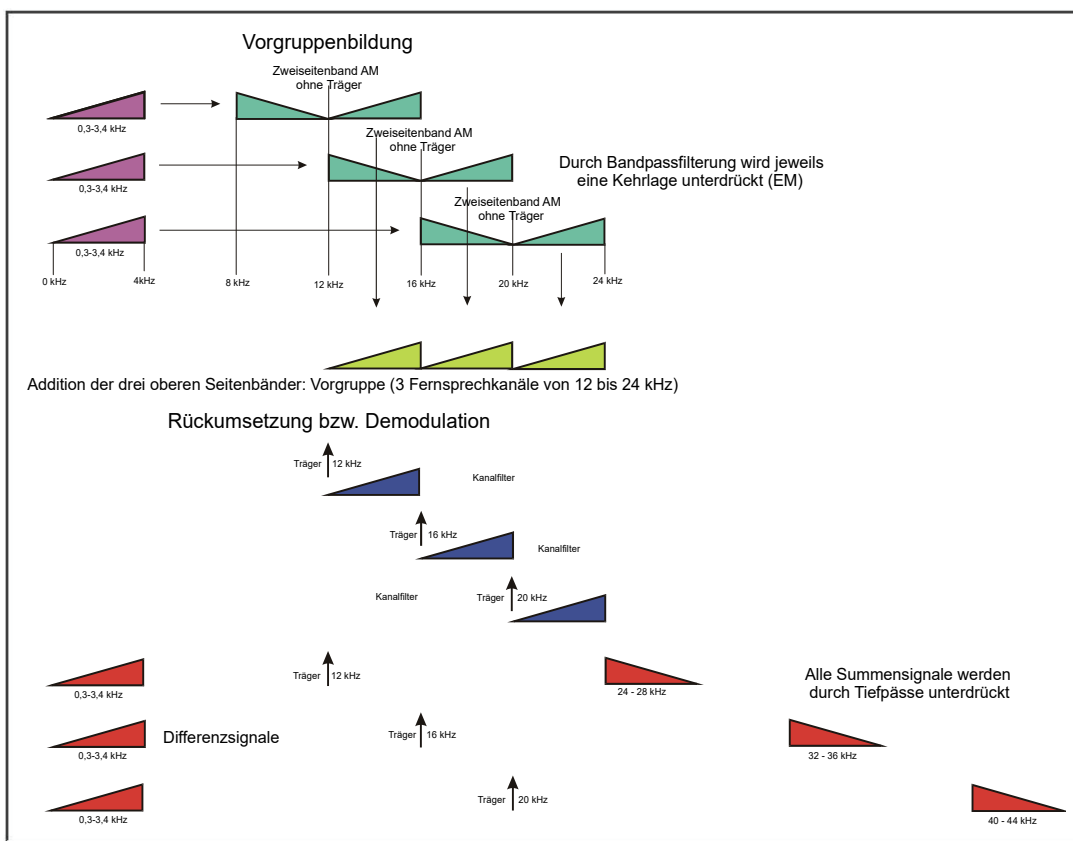 Vorgruppenbildung
Zweiseitenband AM
ohne Träger
0,3-3,4 kHz
Zweiseitenband AM
ohne Träger
0,3-3,4 kHz
Durch Bandpassfilterung wird jeweils
eine Kehrlage unterdrückt (EM)
Zweiseitenband AM
ohne Träger
0,3-3,4 kHz
0 kHz 4kHz 8 kHz 12 kHz 16 kHz 20 kHz 24 kHz
Addition der drei oberen Seitenbänder: Vorgruppe (3 Fernsprechkanäle von 12 bis 24 kHz)
Rückumsetzung bzw. Demodulation
Träger 12 kHz
Kanalfilter
Träger 16 kHz
Kanalfilter
Kanalfilter
Träger 20 kHz
0,3-3,4 kHz
Träger 12 kHz
24 - 28 kHz
Alle Summensignale werden
durch Tiefpässe unterdrückt
Differenzsignale
0,3-3,4 kHz
Träger 16 kHz
32 - 36 kHz
0,3-3,4 kHz
Träger 20 kHz
40 - 44 kHz